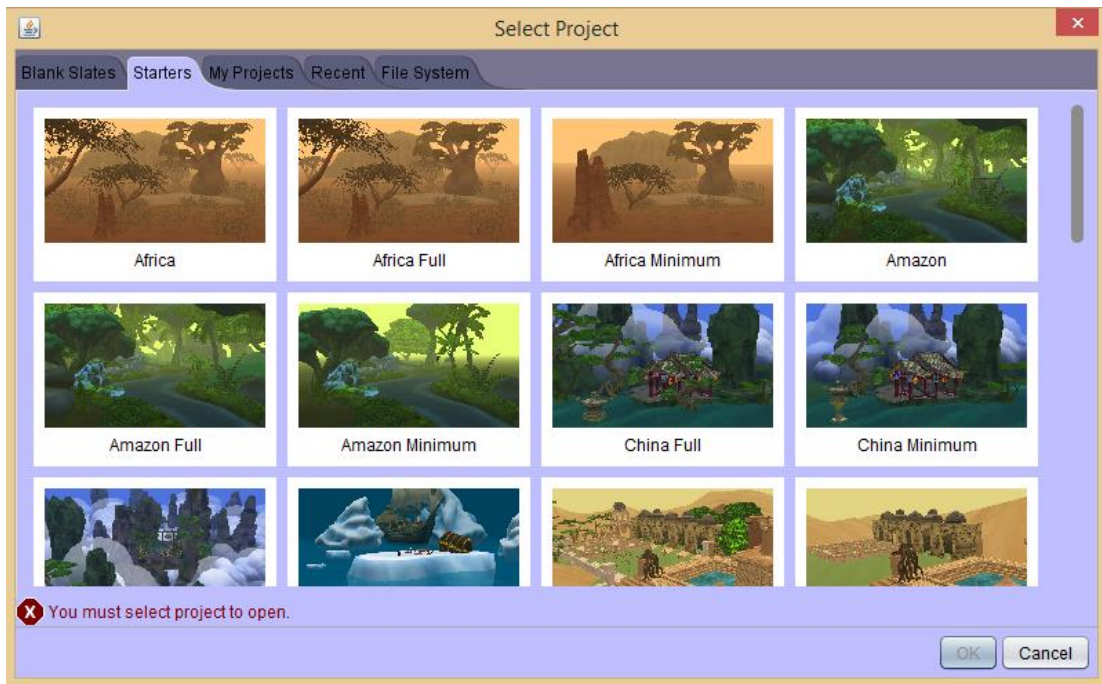 Select Project
Blank Slates Starters My Projects Recent File System
Africa Africa Full Africa Minimum Amazon
Amazon Full Amazon Minimum China Full China Minimum
X You must select project to open.
OK Cancel